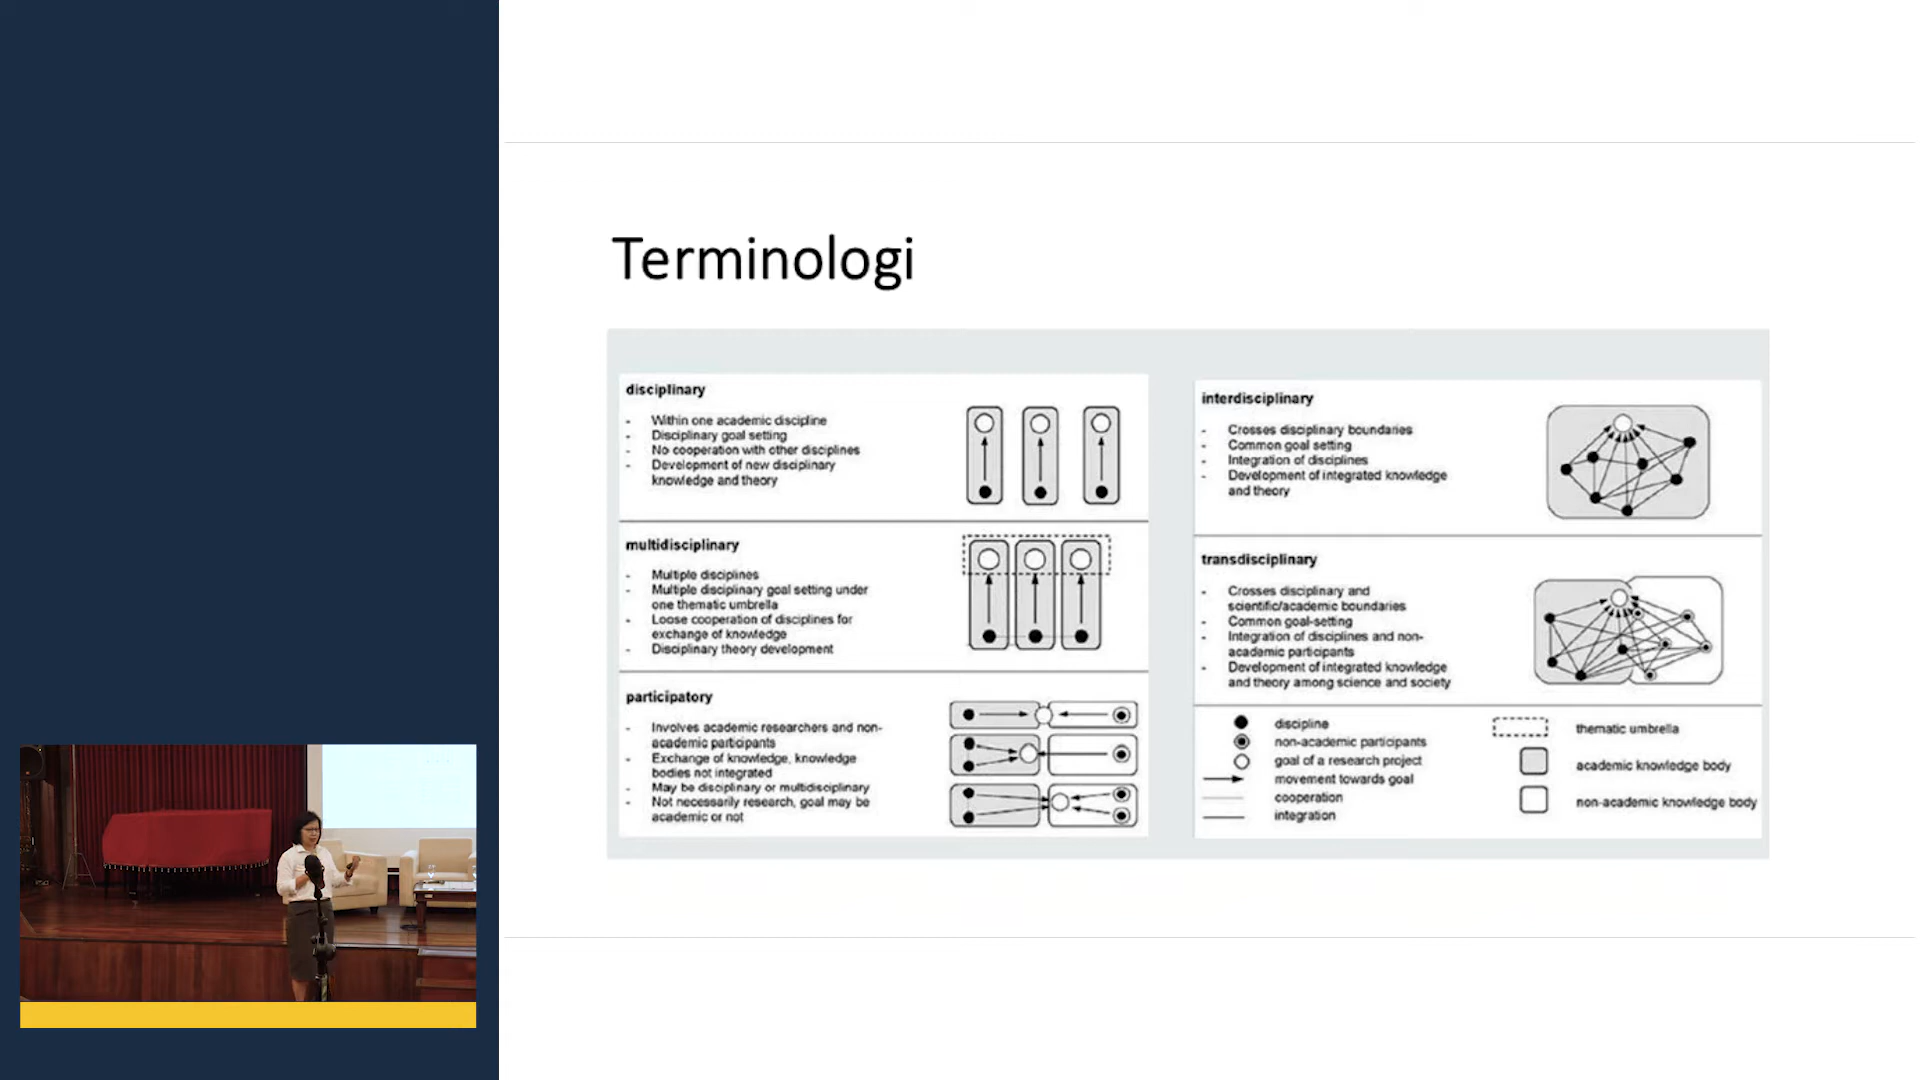 Terminologi
disciplinary
- Within one academic discipline
- Disciplinary goal setting
- No cooperation with other disciplines
- Development of new disciplinary
knowledge and theory
multidisciplinary
- Multiple disciplines
- Multiple disciplinary goal setting under
one thematic umbrella
- Loose cooperation of disciplines for
exchange of knowledge
- Disciplinary theory development
participatory
- Involves academic researchers and non-
academic participants
- Exchange of knowledge, knowledge
bodies not integrated
- May be disciplinary or multidisciplinary
- Not necessarily research, goal may be
academic or not
interdisciplinary
- Crosses disciplinary boundaries
- Common goal setting
- Integration of disciplines
- Development of integrated knowledge
and theory
transdisciplinary
- Crosses disciplinary and
scientific/academic boundaries
- Common goal-setting
- Integration of disciplines and non-
academic participants
- Development of integrated knowledge
and theory among science and society
discipline
non-academic participants
goal of a research project
movement towards goal
cooperation
integration
thematic umbrella
academic knowledge body
non-academic knowledge body